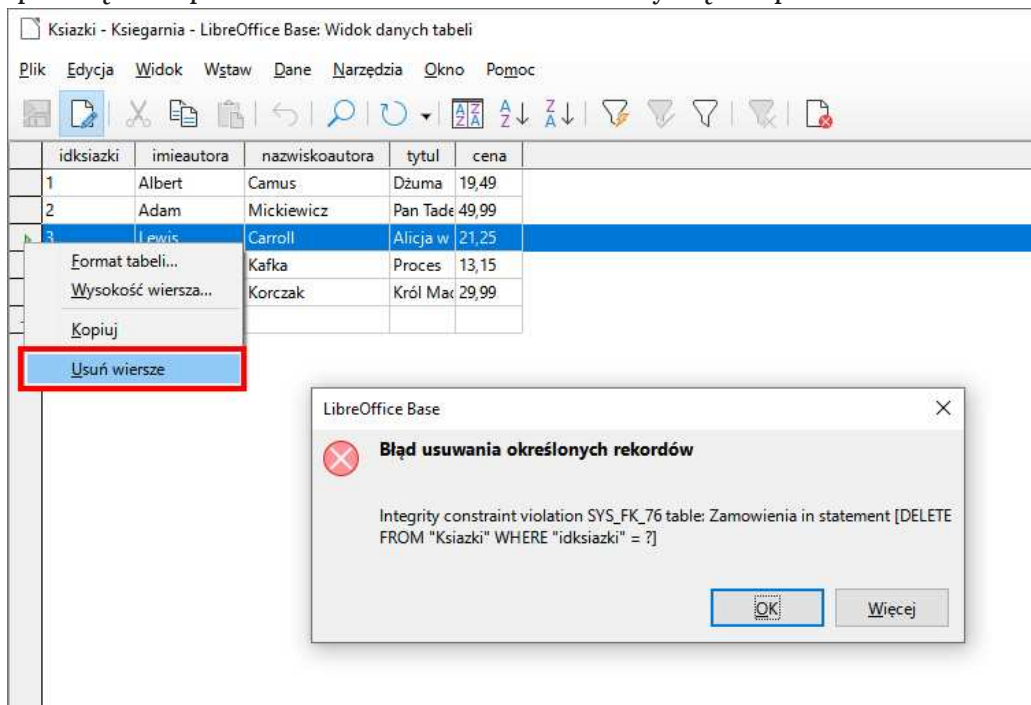 Ksiazki - Ksiegarnia - LibreOffice Base: Widok danych tabeli
Plik Edycja Widok Wstaw Dane Narzędzia Okno Pomoc
idksiazki imieautora nazwiskoautora tytul cena
1 Albert Camus Dżuma 19,49
2 Adam Mickiewicz Pan Tade 49,99
3 Lewis Carroll Alicja w 21,25
Kafka Proces 13,15
Korczak Król Mac 29,99
Format tabeli...
Wysokość wiersza...
Kopiuj
Usuń wiersze
LibreOffice Base
Błąd usuwania określonych rekordów
Integrity constraint violation SYS_FK_76 table: Zamowienia in statement [DELETE
FROM "Ksiazki" WHERE "idksiazki" = ?]
OK Więcej